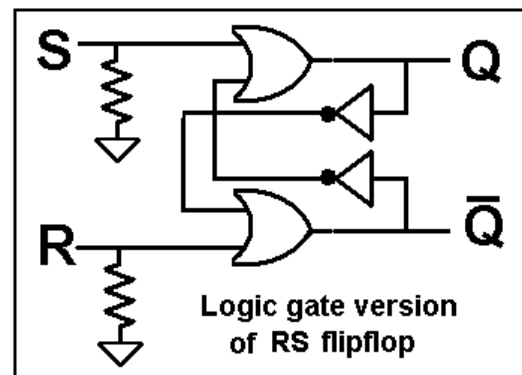 S
Q
R
Q̅
Logic gate version
of RS flipflop